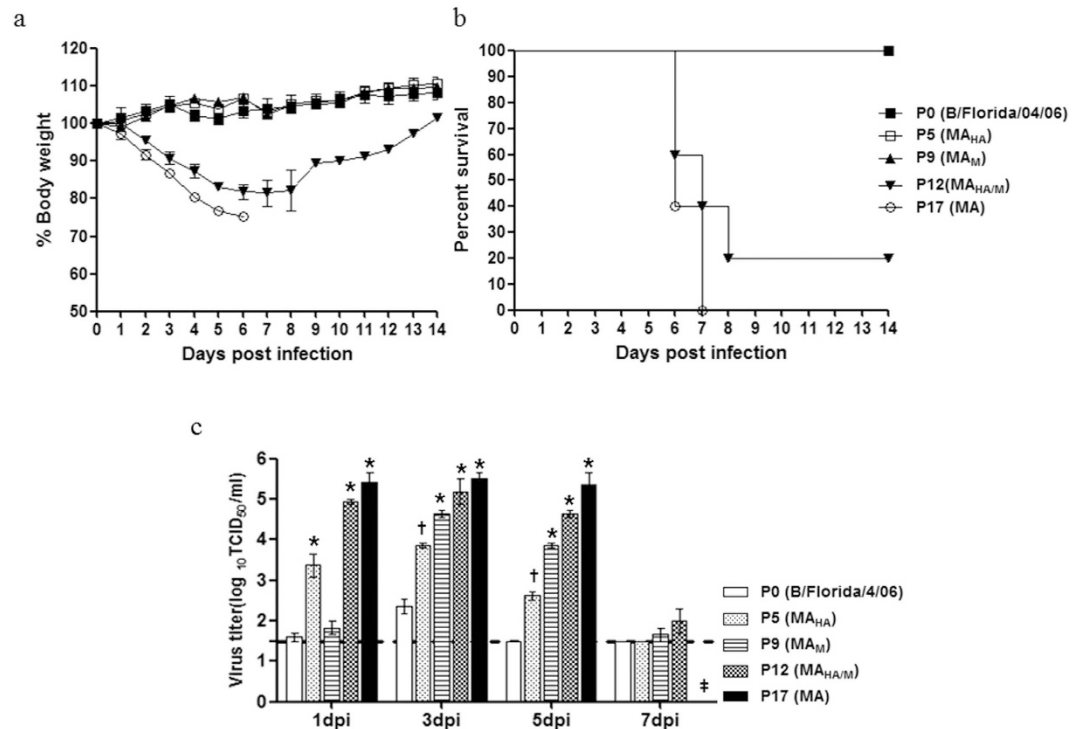 a
120
110
100
90
80
70
60
50
% Body weight
0 1 2 3 4 5 6 7 8 9 10 11 12 13 14
Days post infection
b
100
90
80
70
60
50
40
30
20
10
0
Percent survival
0 1 2 3 4 5 6 7 8 9 10 11 12 13 14
Days post infection
P0 (B/Florida/04/06)
P5 (MAHA)
P9 (MAM)
P12(MAHA/M)
P17 (MA)
c
6
5
4
3
2
1
0
Virus titer(log 10TCID50/ml)
* * *
† * * *
† * * *
‡
1dpi 3dpi 5dpi 7dpi
P0 (B/Florida/4/06)
P5 (MAHA)
P9 (MAM)
P12 (MAHA/M)
P17 (MA)